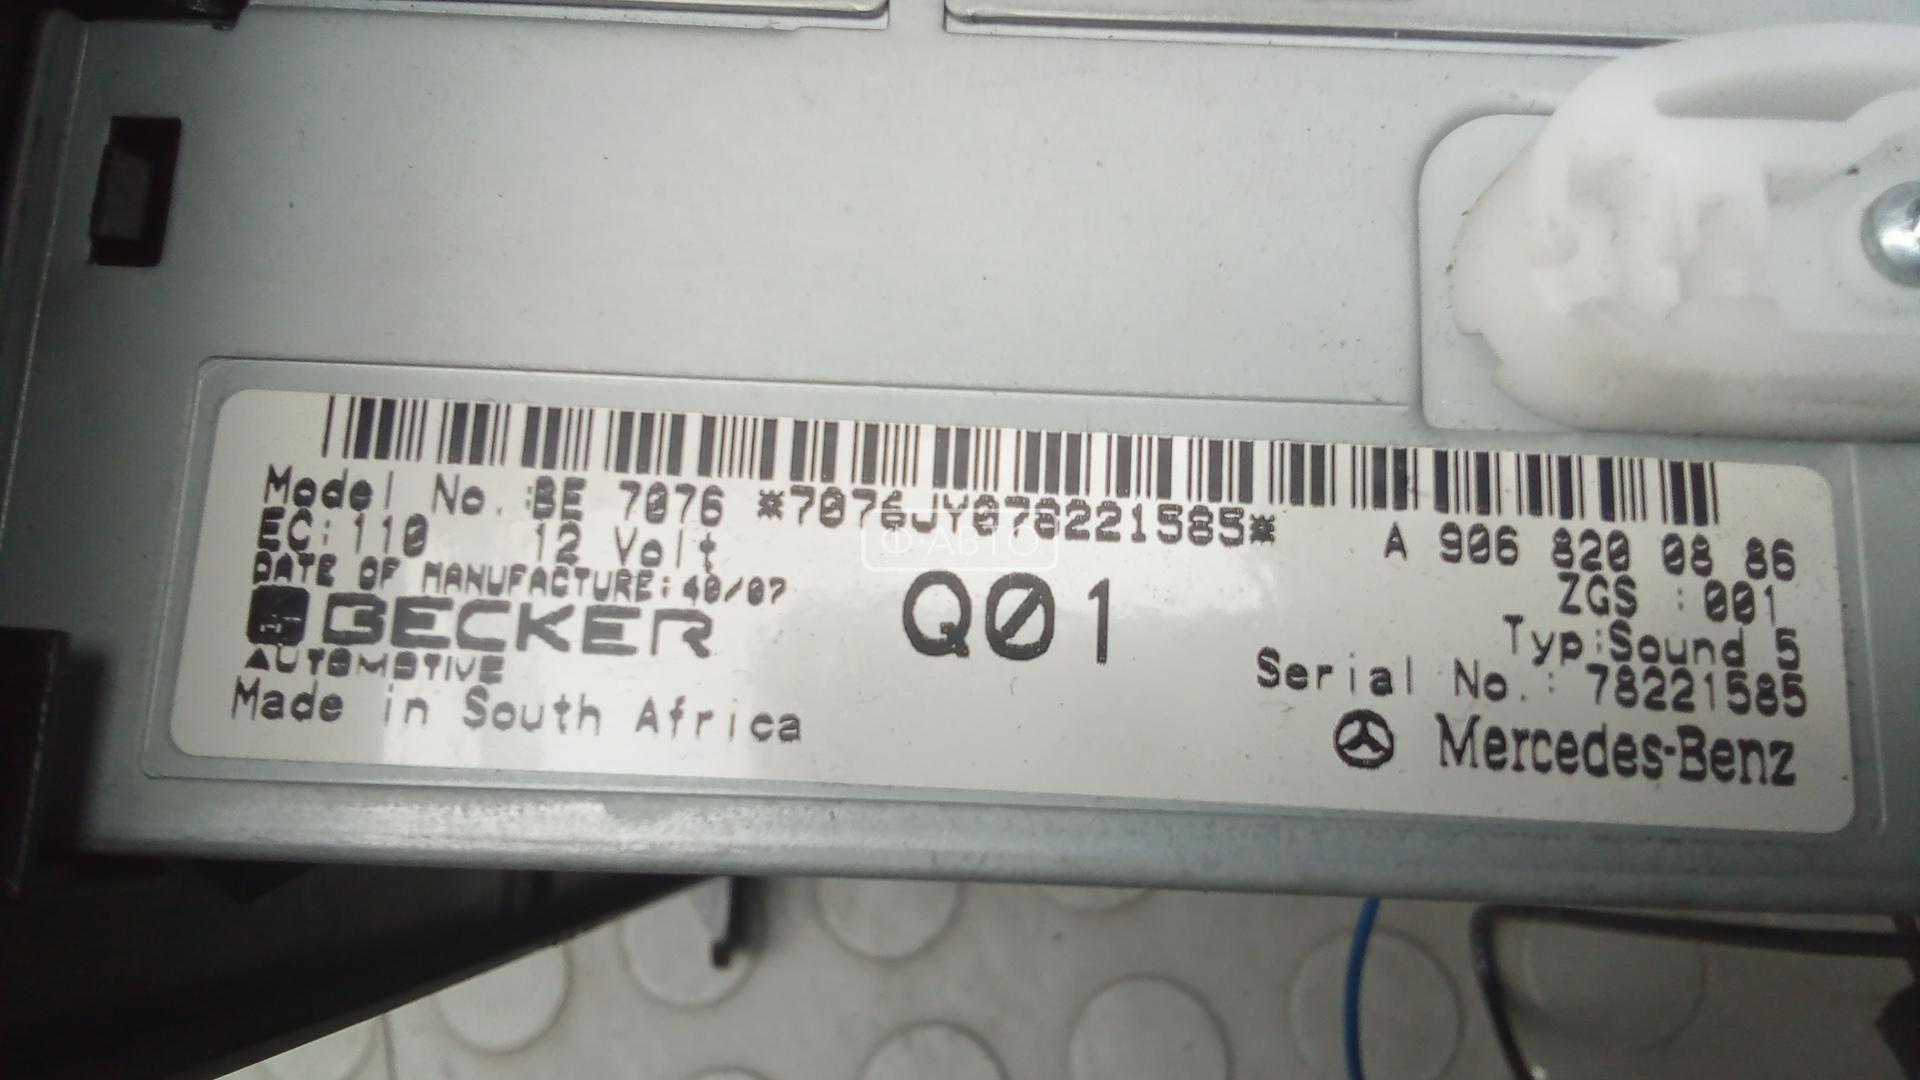 Model No.:BE 7076 *7076JY078221585* A 906 820 08 86
EC:110 12 Volt
ZGS :001
DATE OF MANUFACTURE:40/07
Q01
Typ:Sound 5
BECKER
AUTOMOTIVE
Serial No.: 78221585
Made in South Africa
Mercedes-Benz
Ф-АВТО